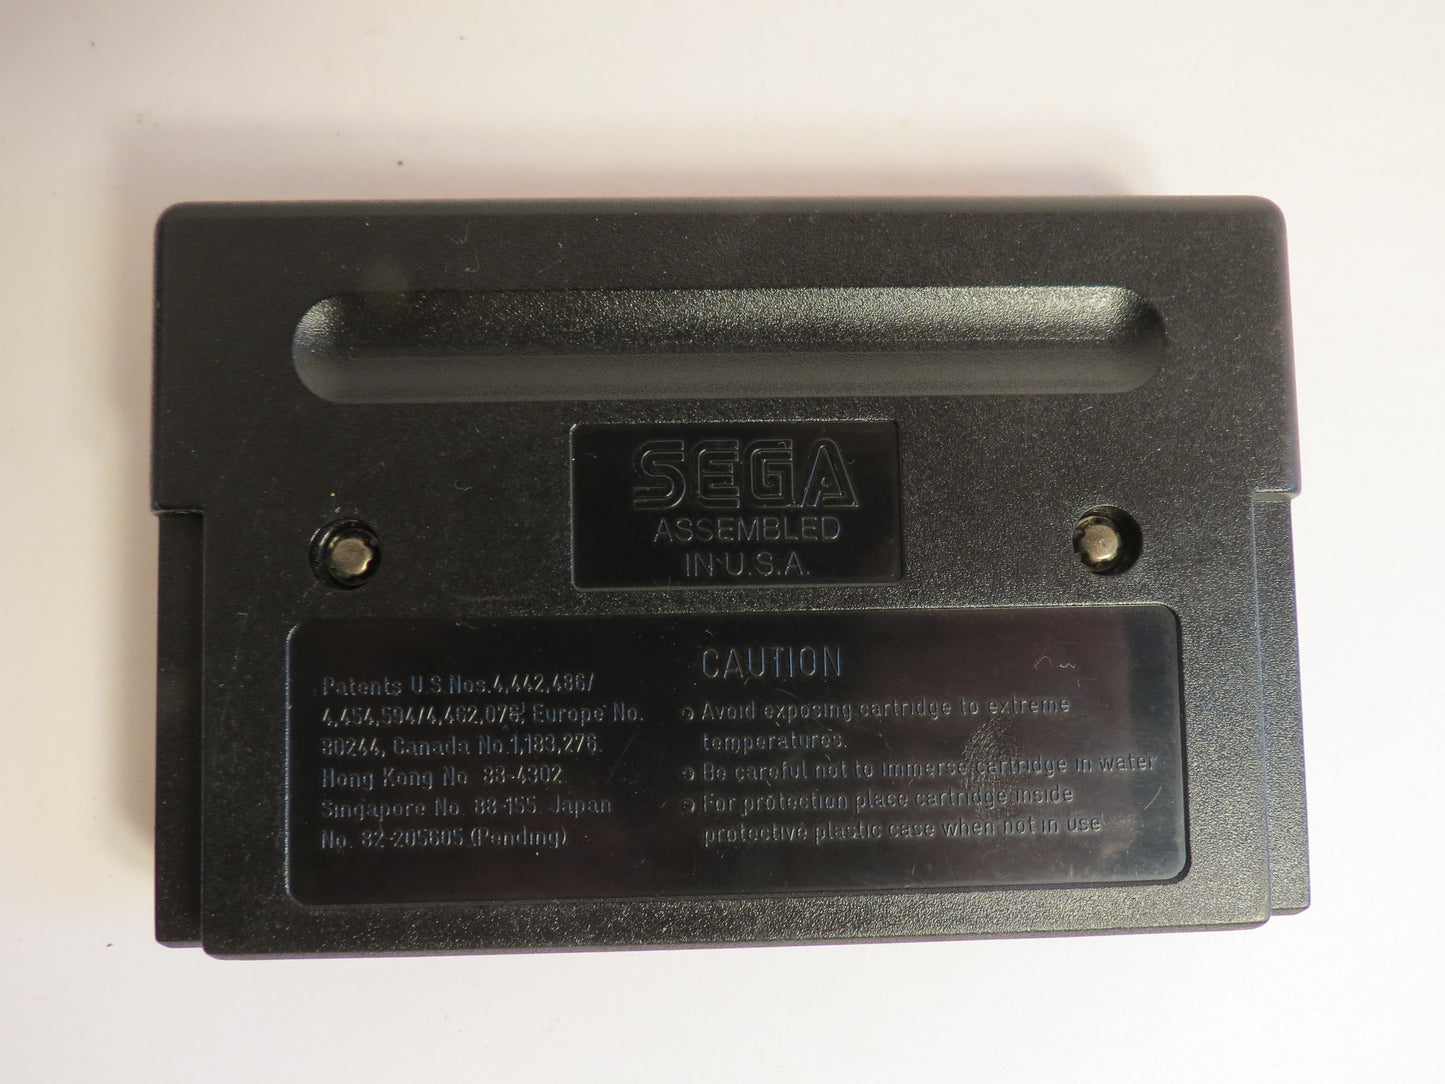 SEGA
ASSEMBLED
IN U.S.A.
Patents U.S.Nos.4,442,486/
4,454,594/4,462,076; Europe No.
80244, Canada No.1,183,276.
Hong Kong No. 88-4302
Singapore No. 88-155. Japan
No. 82-205605 (Pending)
CAUTION
Avoid exposing cartridge to extreme
temperatures.
Be careful not to immerse cartridge in water
For protection place cartridge inside
protective plastic case when not in use